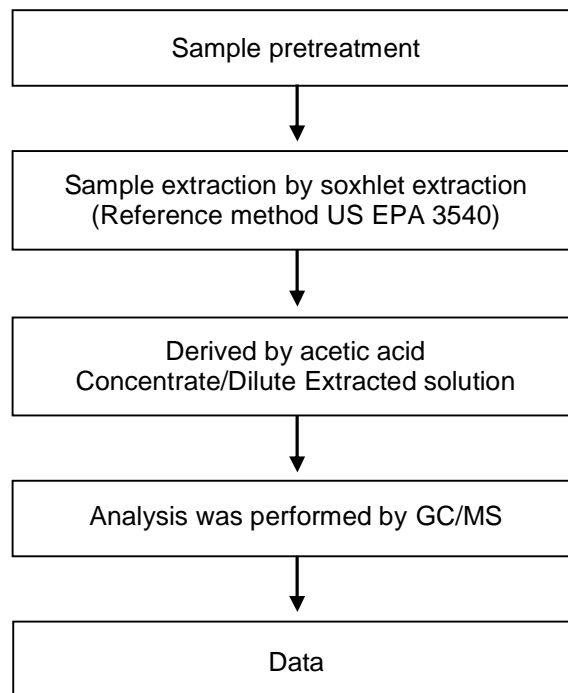 Sample pretreatment
Sample extraction by soxhlet extraction
(Reference method US EPA 3540)
Derived by acetic acid
Concentrate/Dilute Extracted solution
Analysis was performed by GC/MS
Data